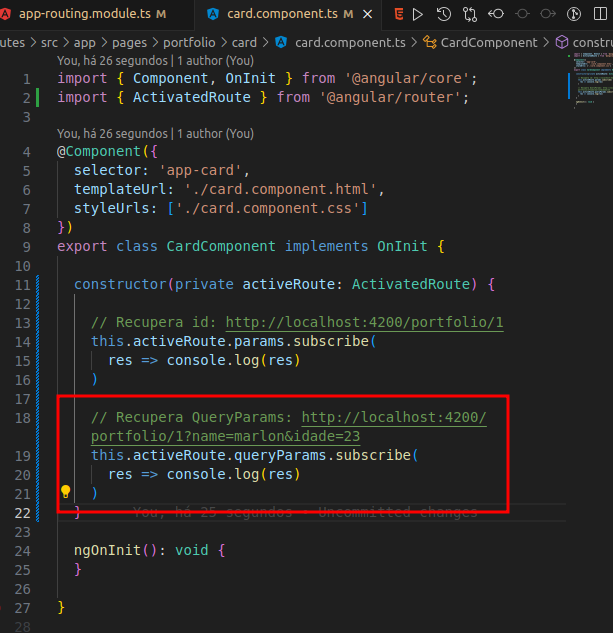 app-routing.module.ts M
card.component.ts M
utes > src > app > pages > portfolio > card > card.component.ts > CardComponent > constru
You, há 26 segundos | 1 author (You)
1 import { Component, OnInit } from '@angular/core';
2 import { ActivatedRoute } from '@angular/router';
3
You, há 26 segundos | 1 author (You)
4 @Component({
5 selector: 'app-card',
6 templateUrl: './card.component.html',
7 styleUrls: ['./card.component.css']
8 })
9 export class CardComponent implements OnInit {
10
11 constructor(private activeRoute: ActivatedRoute) {
12
13 // Recupera id: http://localhost:4200/portfolio/1
14 this.activeRoute.params.subscribe(
15 res => console.log(res)
16 )
17
18 // Recupera QueryParams: http://localhost:4200/
portfolio/1?name=marlon&idade=23
19 this.activeRoute.queryParams.subscribe(
20 res => console.log(res)
21 )
22 } You, há 25 segundos • Uncommitted changes
23
24 ngOnInit(): void {
25 }
26
27 }
28